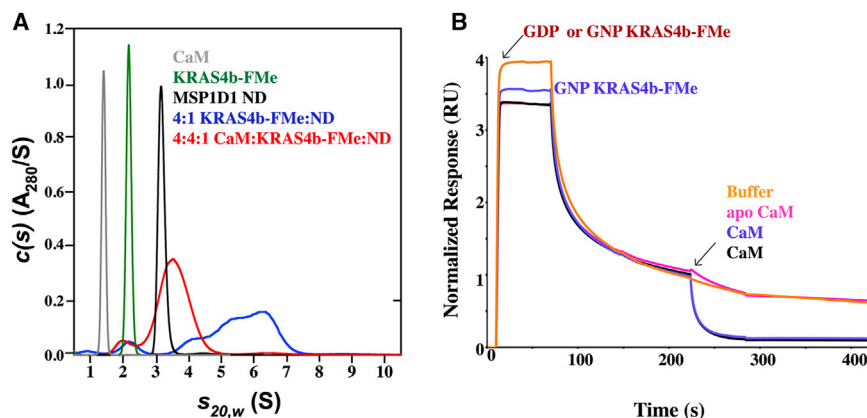 A
CaM
KRAS4b-FMe
MSP1D1 ND
4:1 KRAS4b-FMe:ND
4:4:1 CaM:KRAS4b-FMe:ND
c(s) (A280/S)
1.2
1.0
0.8
0.6
0.4
0.2
0.0
1 2 3 4 5 6 7 8 9 10
s20,w (S)
B
GDP or GNP KRAS4b-FMe
GNP KRAS4b-FMe
Buffer
apo CaM
CaM
CaM
Normalized Response (RU)
4
3
2
1
0
0 100 200 300 400
Time (s)